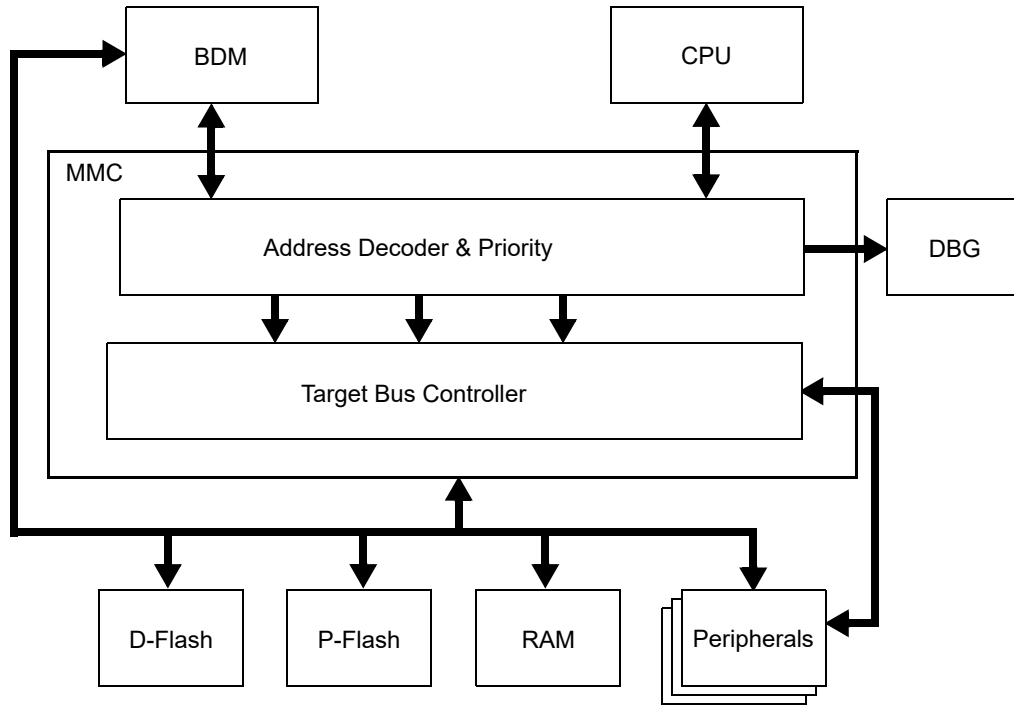 BDM
CPU
MMC
Address Decoder & Priority
DBG
Target Bus Controller
D-Flash
P-Flash
RAM
Peripherals